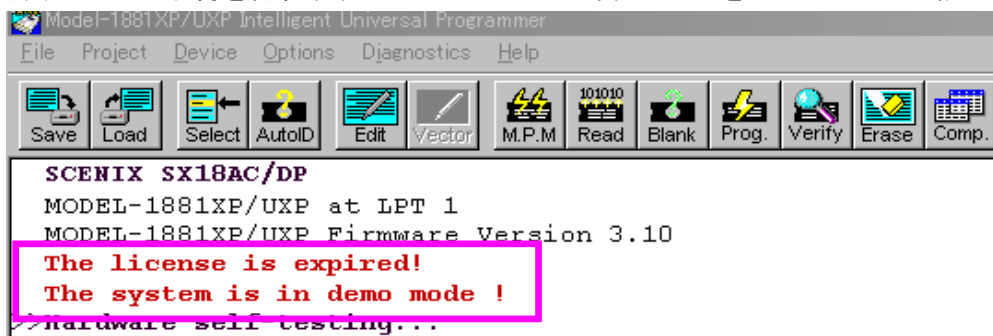 Model-1881XP/UXP Intelligent Universal Programmer
File Project Device Options Diagnostics Help
101010
Save Load Select AutoID Edit Vector M.P.M Read Blank Prog. Verify Erase Comp.
SCENIX SX18AC/DP
MODEL-1881XP/UXP at LPT 1
MODEL-1881XP/UXP Firmware Version 3.10
The license is expired!
The system is in demo mode !
>>Hardware self-testing...